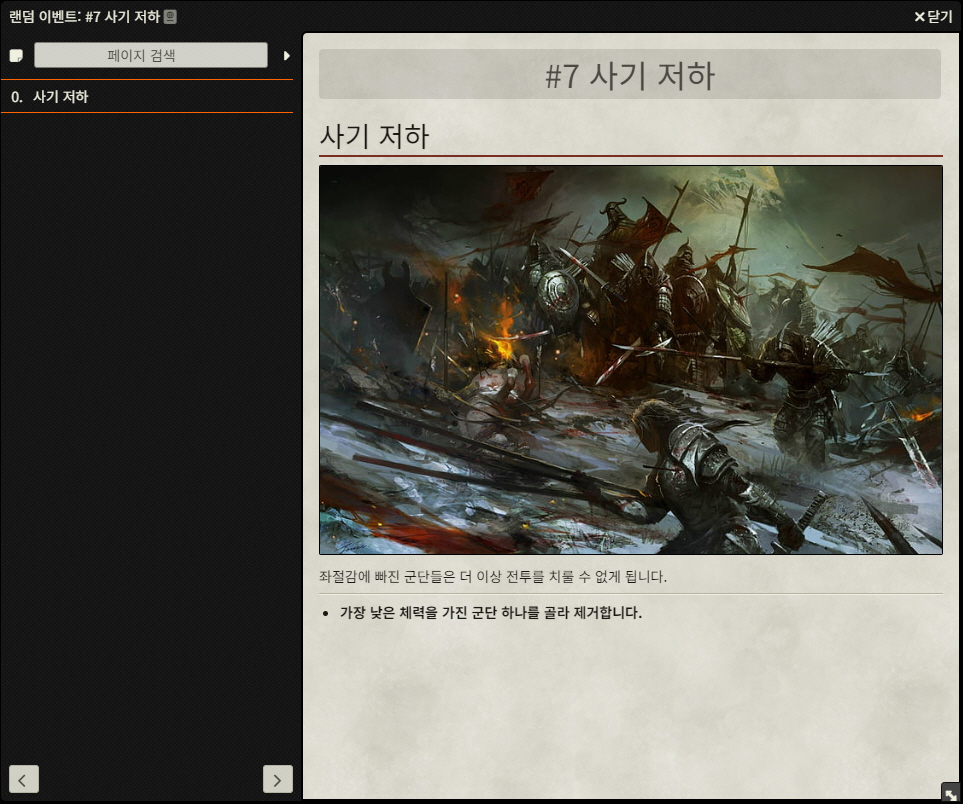 랜덤 이벤트: #7 사기 저하
닫기
페이지 검색
0. 사기 저하
#7 사기 저하
사기 저하
좌절감에 빠진 군단들은 더 이상 전투를 치룰 수 없게 됩니다.
가장 낮은 체력을 가진 군단 하나를 골라 제거합니다.